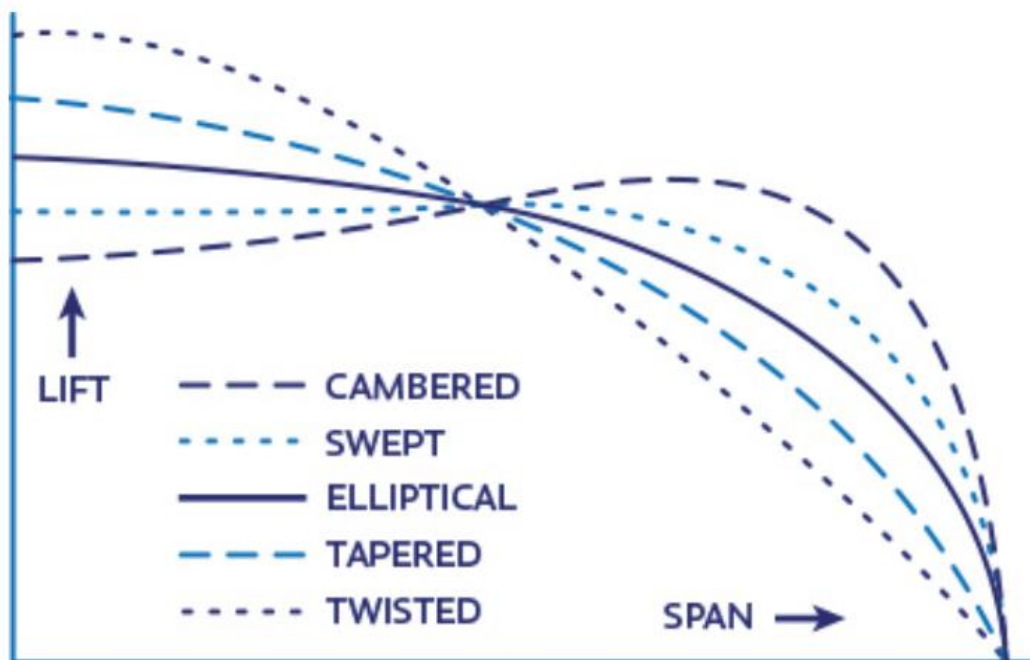 LIFT
CAMBERED
SWEPT
ELLIPTICAL
TAPERED
TWISTED
SPAN